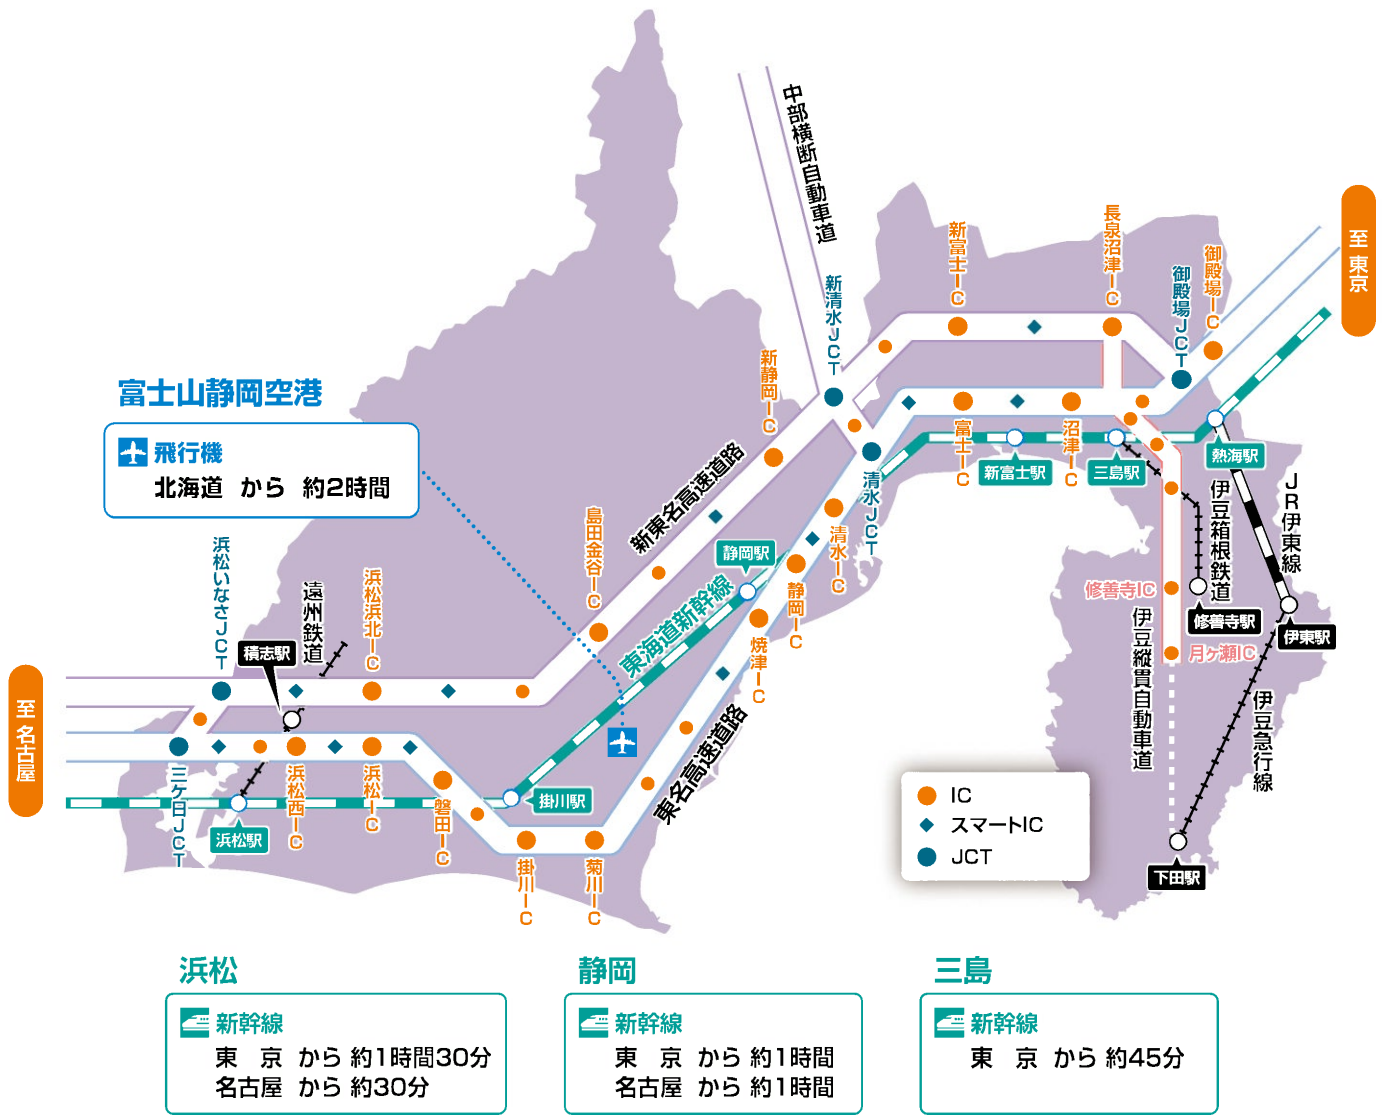 中部横断自動車道
至 東京
新富士IC
長泉沼津IC
御殿場IC
御殿場JCT
新清水JCT
新静岡IC
富士山静岡空港
飛行機
北海道 から 約2時間
新東名高速道路
富士IC
沼津IC
新富士駅
三島駅
熱海駅
清水JCT
清水IC
JR伊東線
伊豆箱根鉄道
島田金谷IC
静岡駅
静岡IC
東海道新幹線
浜松いなさJCT
遠州鉄道
浜松浜北IC
積志駅
焼津IC
修善寺IC
修善寺駅
伊東駅
伊豆縦貫自動車道
月ヶ瀬IC
伊豆急行線
至 名古屋
東名高速道路
三ヶ日JCT
浜松西IC
浜松IC
磐田IC
掛川駅
浜松駅
掛川IC
菊川IC
IC
スマートIC
JCT
下田駅
浜松
新幹線
東 京 から 約1時間30分
名古屋 から 約30分
静岡
新幹線
東 京 から 約1時間
名古屋 から 約1時間
三島
新幹線
東 京 から 約45分